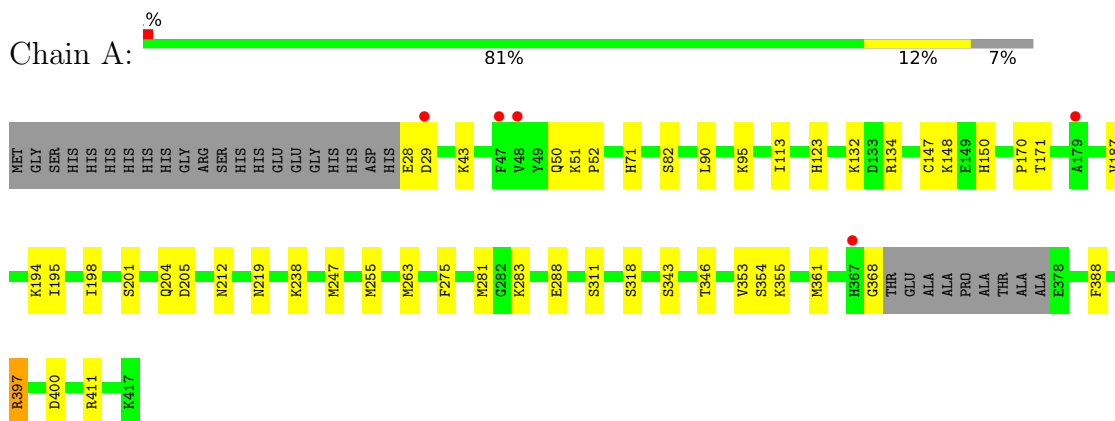 .%
Chain A:
81% 12% 7%
MET GLY SER HIS HIS HIS HIS HIS HIS GLY ARG SER HIS HIS GLU GLU GLY HIS HIS ASP HIS E28 D29 K43 F47 V48 Y49 Q50 K51 P52 H71 S82 L90 K95 I113 H123 K132 D133 R134 C147 K148 E149 H150 P170 T171 A179 V187
K194 I195 I198 S201 Q204 D205 N212 N219 K238 M247 M255 M263 F275 M281 G282 K283 E288 S311 S318 S343 T346 V353 S354 K355 M361 H367 G368 THR GLU ALA ALA PRO ALA THR ALA ALA E378 F388
R397 D400 R411 K417